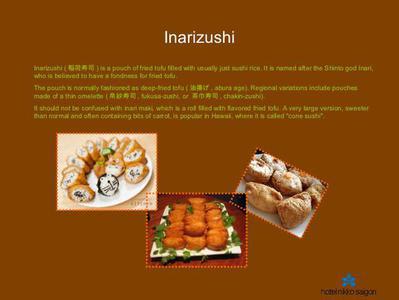 Inarizushi
Inarizushi ( 稲荷寿司 ) is a pouch of fried tofu filled with usually just sushi rice. It is named after the Shinto god Inari,
who is believed to have a fondness for fried tofu.
The pouch is normally fashioned as deep-fried tofu ( 油揚げ , abura age). Regional variations include pouches
made of a thin omelette ( 帛紗寿司 , fukusa-zushi, or 茶巾寿司 , chakin-zushi).
It should not be confused with inari maki, which is a roll filled with flavored fried tofu. A very large version, sweeter
than normal and often containing bits of carrot, is popular in Hawaii, where it is called "cone sushi".
hotel nikko saigon